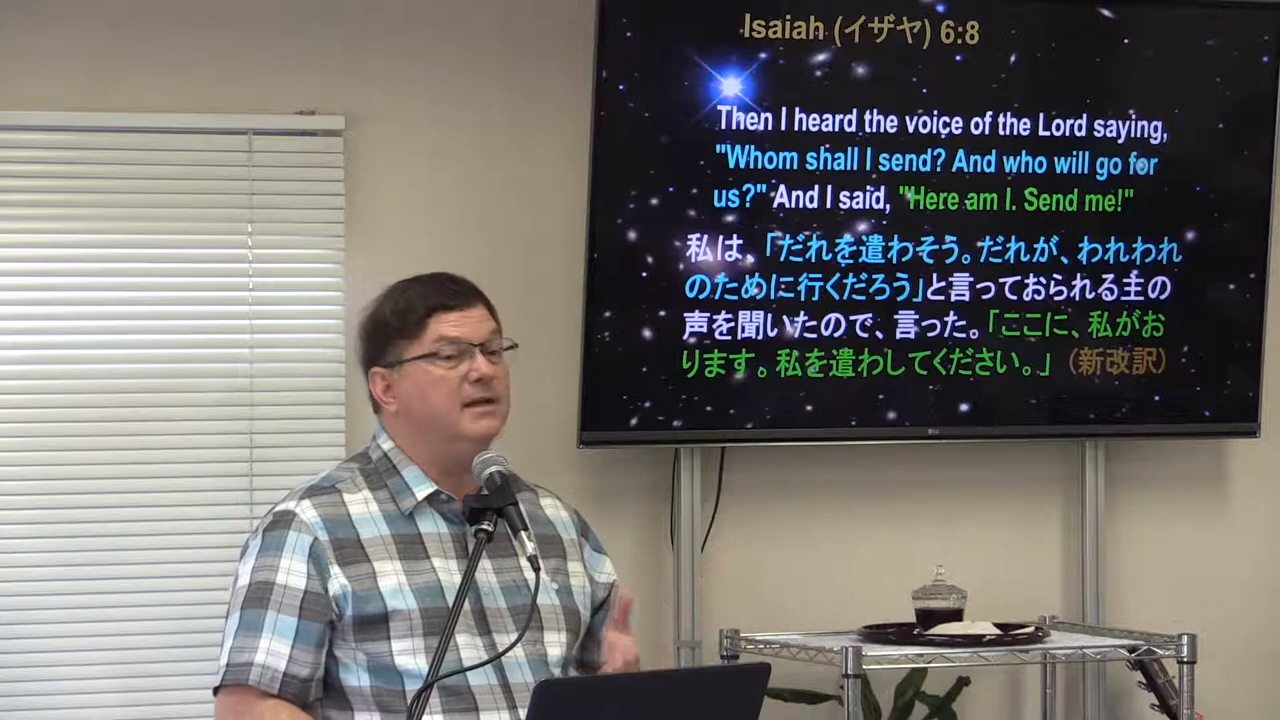 Isaiah (イザヤ) 6:8
Then I heard the voice of the Lord saying,
"Whom shall I send? And who will go for
us?" And I said, "Here am I. Send me!"
私は、「だれを遣わそう。だれが、われわれ
のために行くだろう」と言っておられる主の
声を聞いたので、言った。「ここに、私がお
ります。私を遣わしてください。」 (新改訳)